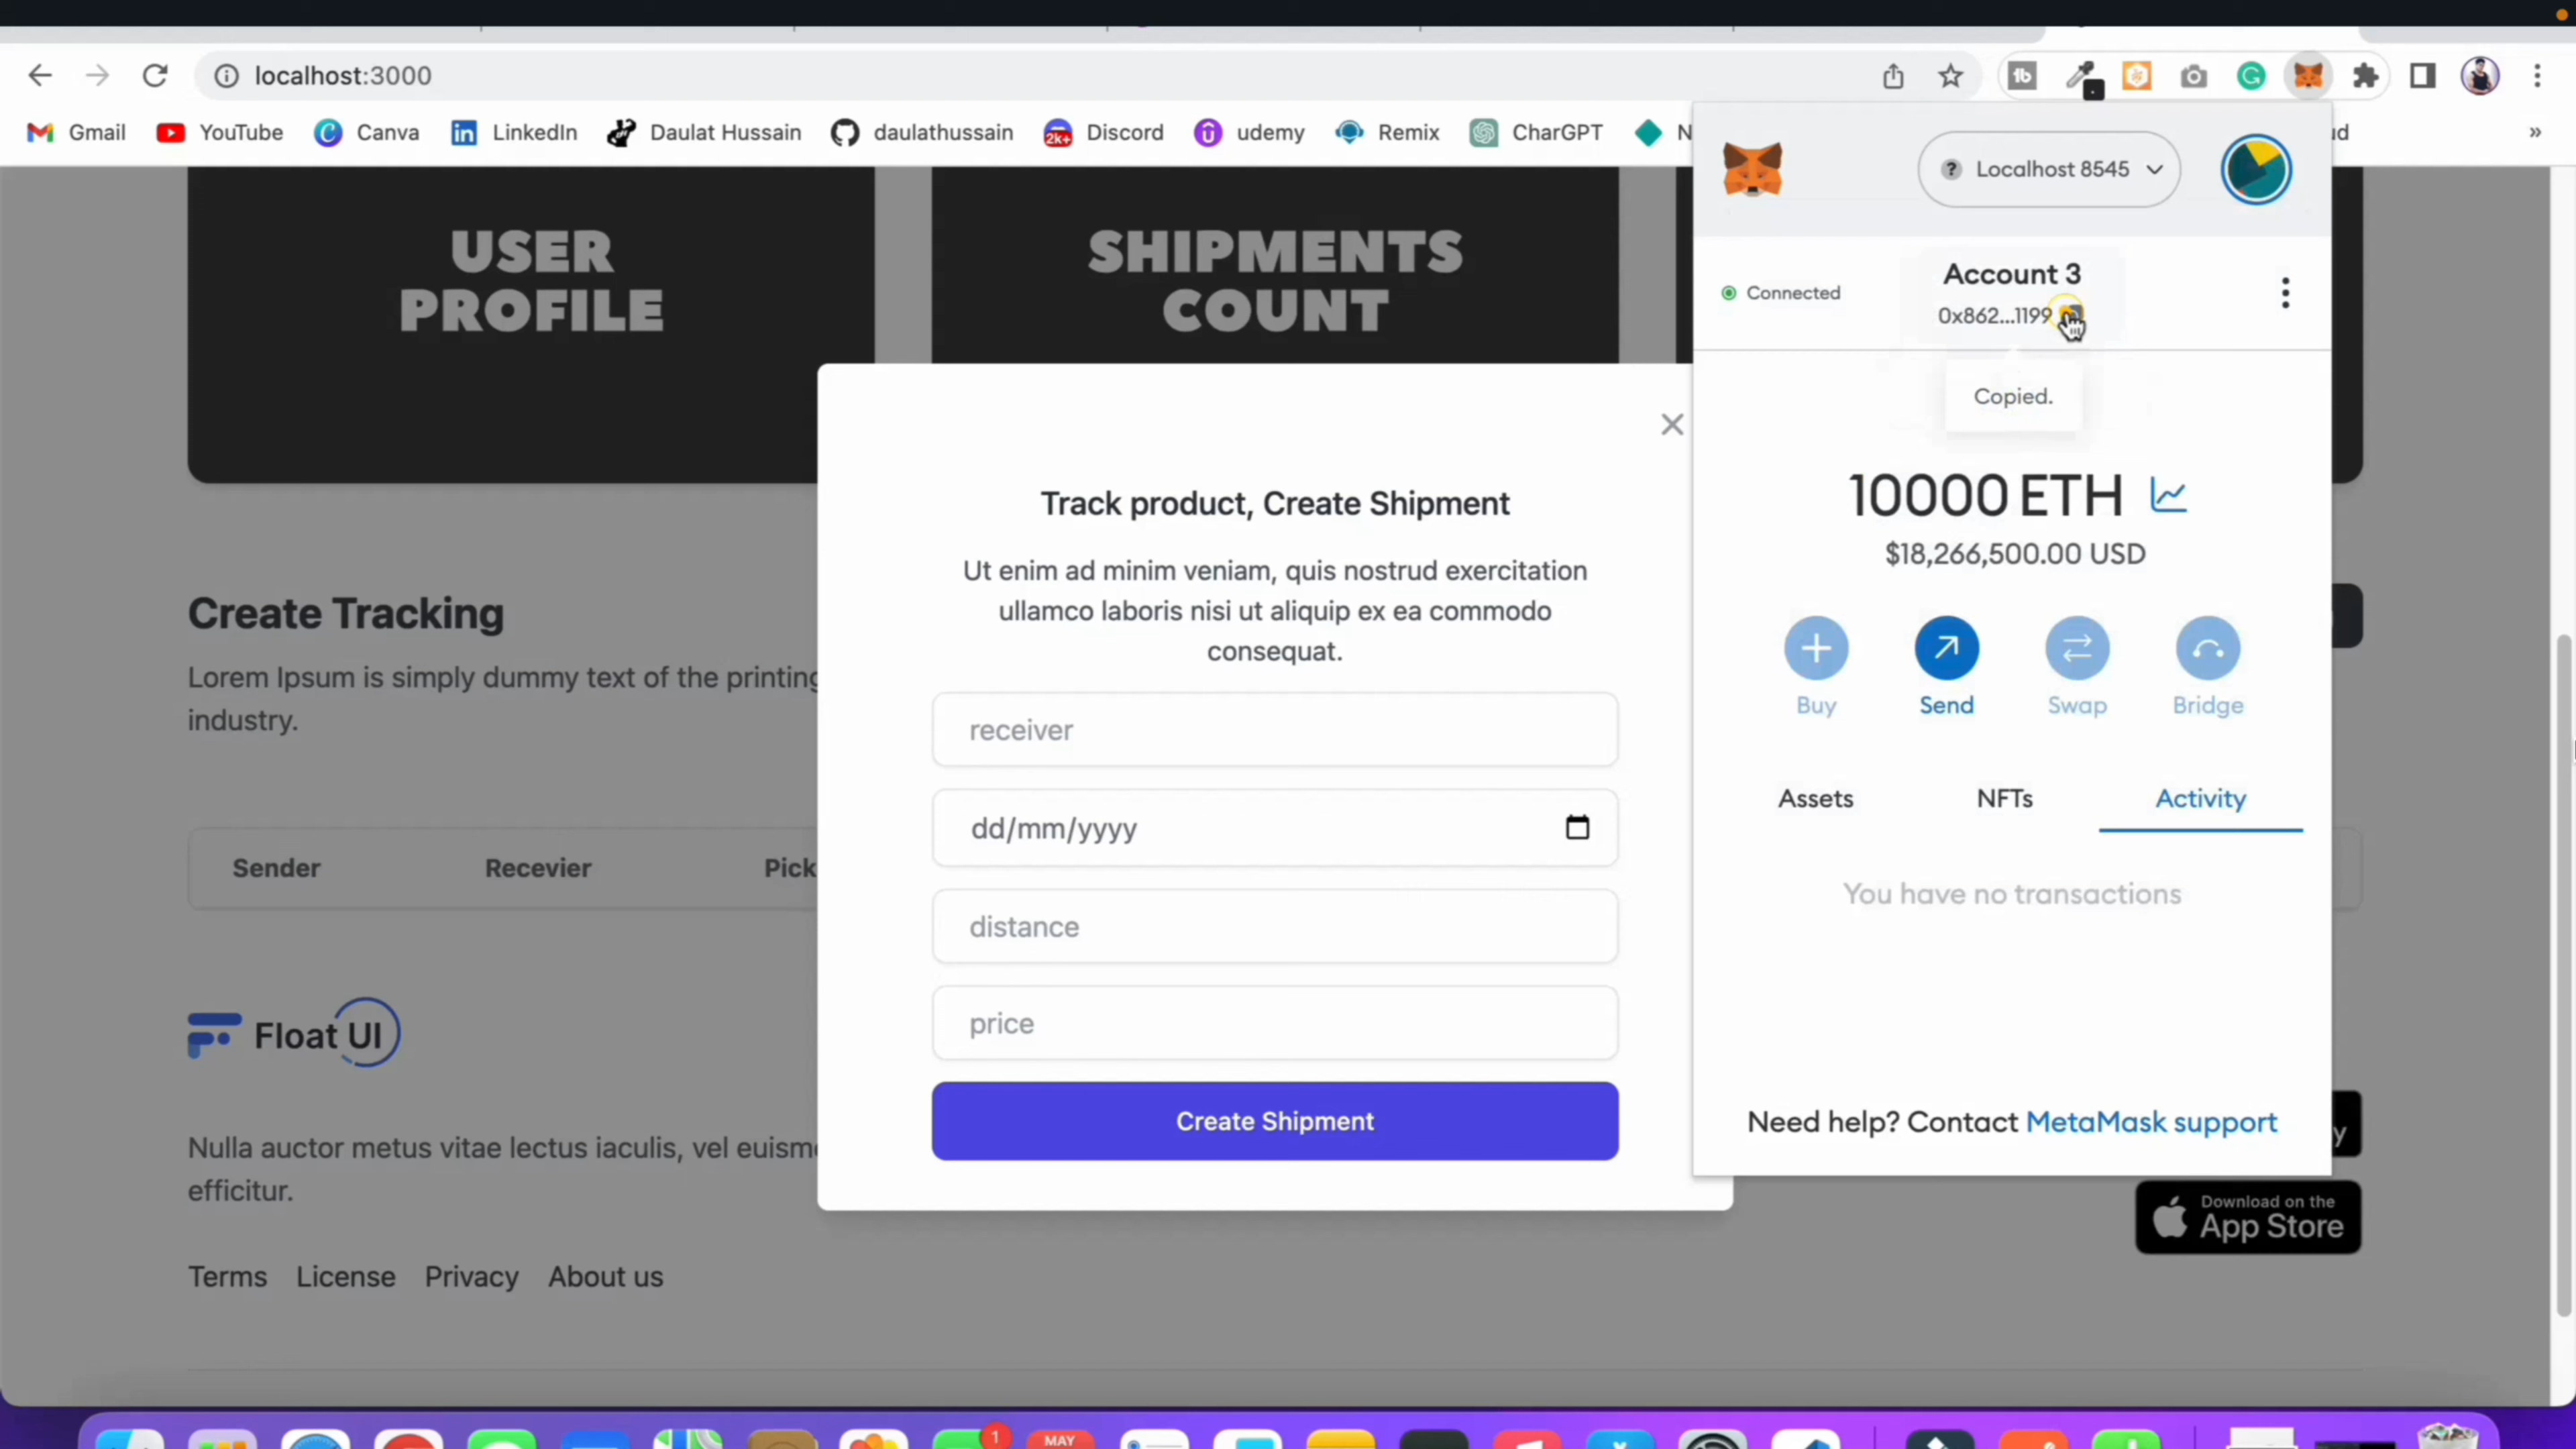 localhost:3000
Gmail YouTube Canva LinkedIn Daulat Hussain daulathussain Discord udemy Remix CharGPT N
»
USER
PROFILE
SHIPMENTS
COUNT
Localhost 8545
Connected
Account 3
0x862...1199
Copied.
10000 ETH
$18,266,500.00 USD
Buy Send Swap Bridge
Assets NFTs Activity
You have no transactions
Need help? Contact MetaMask support
Track product, Create Shipment
Ut enim ad minim veniam, quis nostrud exercitation
ullamco laboris nisi ut aliquip ex ea commodo
consequat.
receiver
dd/mm/yyyy
distance
price
Create Shipment
Create Tracking
Lorem Ipsum is simply dummy text of the printing
industry.
Sender Recevier Pick
Float UI
Nulla auctor metus vitae lectus iaculis, vel euism
efficitur.
Terms License Privacy About us
Download on the
App Store
1
MAY